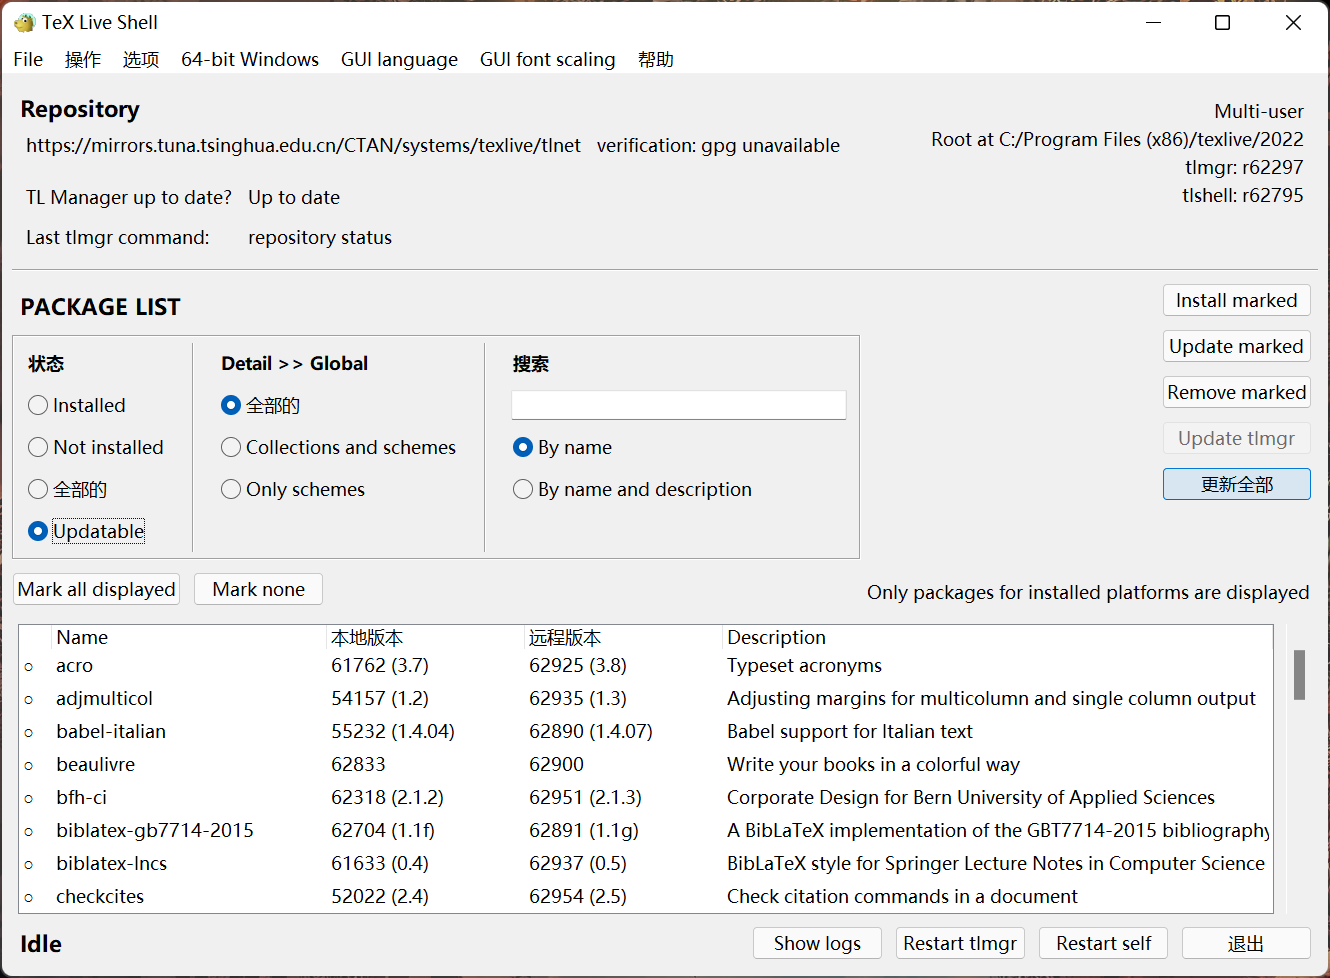 TeX Live Shell
File 操作 选项 64-bit Windows GUI language GUI font scaling 帮助
Repository
https://mirrors.tuna.tsinghua.edu.cn/CTAN/systems/texlive/tlnet verification: gpg unavailable
TL Manager up to date? Up to date
Last tlmgr command: repository status
Multi-user
Root at C:/Program Files (x86)/texlive/2022
tlmgr: r62297
tlshell: r62795
PACKAGE LIST
状态
Installed
Not installed
全部的
Updatable
Detail >> Global
全部的
Collections and schemes
Only schemes
搜索
By name
By name and description
Install marked
Update marked
Remove marked
Update tlmgr
更新全部
Mark all displayed Mark none
Only packages for installed platforms are displayed
Name 本地版本 远程版本 Description
acro 61762 (3.7) 62925 (3.8) Typeset acronyms
adjmulticol 54157 (1.2) 62935 (1.3) Adjusting margins for multicolumn and single column output
babel-italian 55232 (1.4.04) 62890 (1.4.07) Babel support for Italian text
beaulivre 62833 62900 Write your books in a colorful way
bfh-ci 62318 (2.1.2) 62951 (2.1.3) Corporate Design for Bern University of Applied Sciences
biblatex-gb7714-2015 62704 (1.1f) 62891 (1.1g) A BibLaTeX implementation of the GBT7714-2015 bibliography
biblatex-lncs 61633 (0.4) 62937 (0.5) BibLaTeX style for Springer Lecture Notes in Computer Science
checkcites 52022 (2.4) 62954 (2.5) Check citation commands in a document
Idle
Show logs Restart tlmgr Restart self 退出